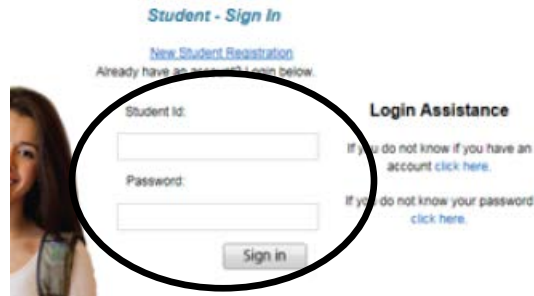 Student - Sign In
New Student Registration
Already have an account? Login below.
Student Id:
Password:
Sign in
Login Assistance
If you do not know if you have an
account click here.
If you do not know your password
click here.